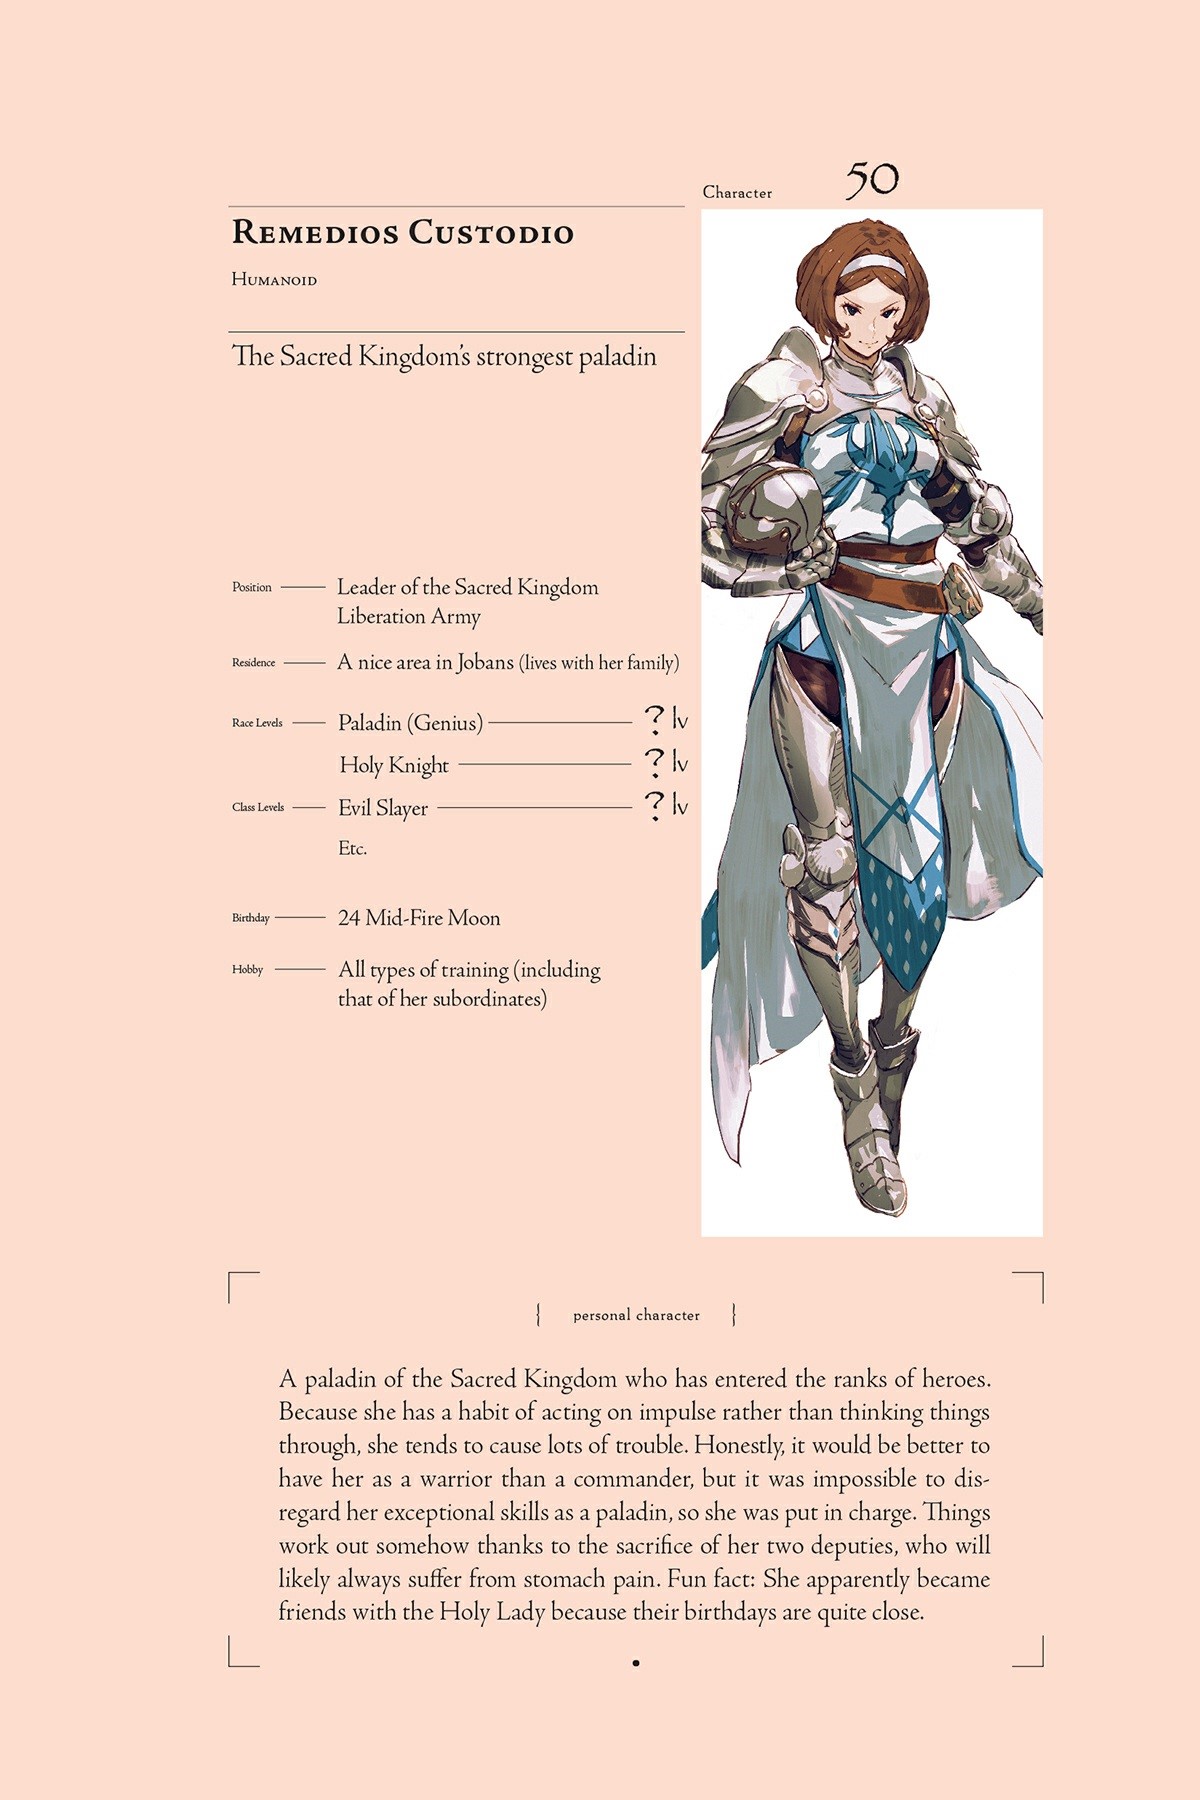 Character 50
Remedios Custodio
Humanoid
The Sacred Kingdom's strongest paladin
Position Leader of the Sacred Kingdom
Liberation Army
Residence A nice area in Jobans (lives with her family)
Race Levels Paladin (Genius) ? lv
Holy Knight ? lv
Class Levels Evil Slayer ? lv
Etc.
Birthday 24 Mid-Fire Moon
Hobby All types of training (including
that of her subordinates)
{ personal character }
A paladin of the Sacred Kingdom who has entered the ranks of heroes.
Because she has a habit of acting on impulse rather than thinking things
through, she tends to cause lots of trouble. Honestly, it would be better to
have her as a warrior than a commander, but it was impossible to dis-
regard her exceptional skills as a paladin, so she was put in charge. Things
work out somehow thanks to the sacrifice of her two deputies, who will
likely always suffer from stomach pain. Fun fact: She apparently became
friends with the Holy Lady because their birthdays are quite close.